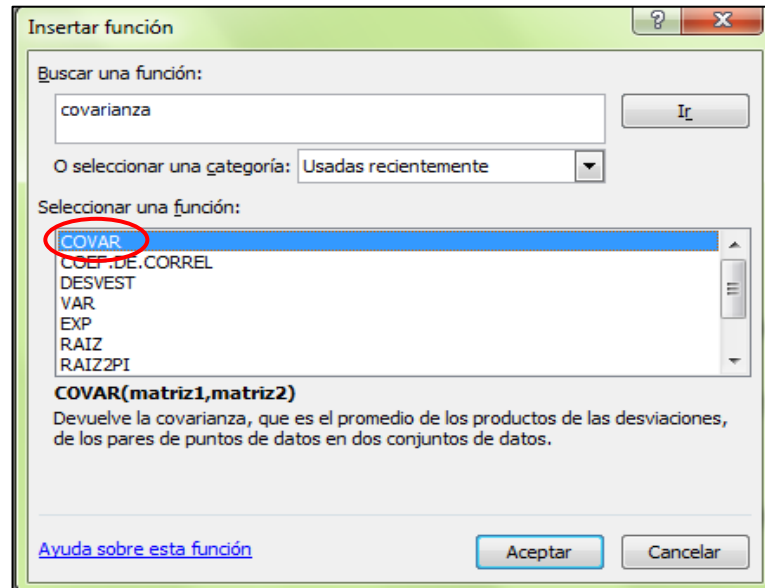 Insertar función
Buscar una función:
covarianza
Ir
O seleccionar una categoría: Usadas recientemente
Seleccionar una función:
COVAR
COEF.DE.CORREL
DESVEST
VAR
EXP
RAIZ
RAIZ2PI
COVAR(matriz1,matriz2)
Devuelve la covarianza, que es el promedio de los productos de las desviaciones,
de los pares de puntos de datos en dos conjuntos de datos.
Ayuda sobre esta función
Aceptar
Cancelar